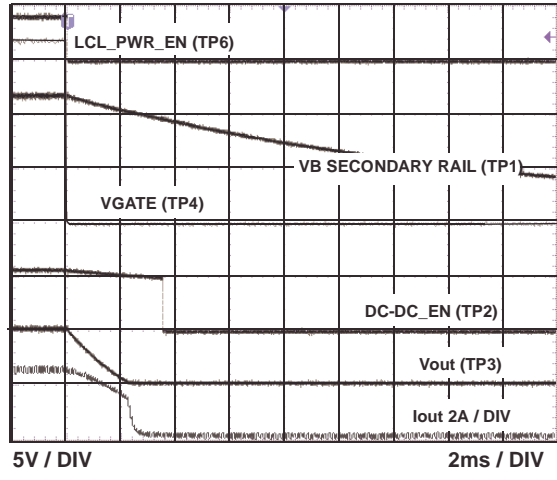 LCL_PWR_EN (TP6)
VB SECONDARY RAIL (TP1)
VGATE (TP4)
DC-DC_EN (TP2)
Vout (TP3)
Iout 2A / DIV
5V / DIV
2ms / DIV